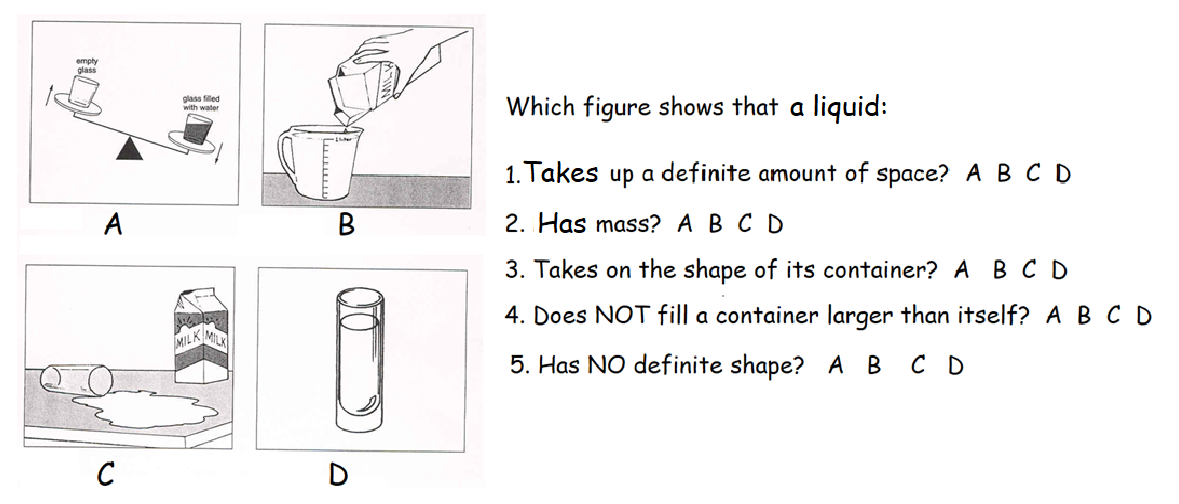 empty
glass
glass filled
with water
1 liter
A
B
MILK MILK
C
D
Which figure shows that a liquid:
1. Takes up a definite amount of space? A B C D
2. Has mass? A B C D
3. Takes on the shape of its container? A B C D
4. Does NOT fill a container larger than itself? A B C D
5. Has NO definite shape? A B C D